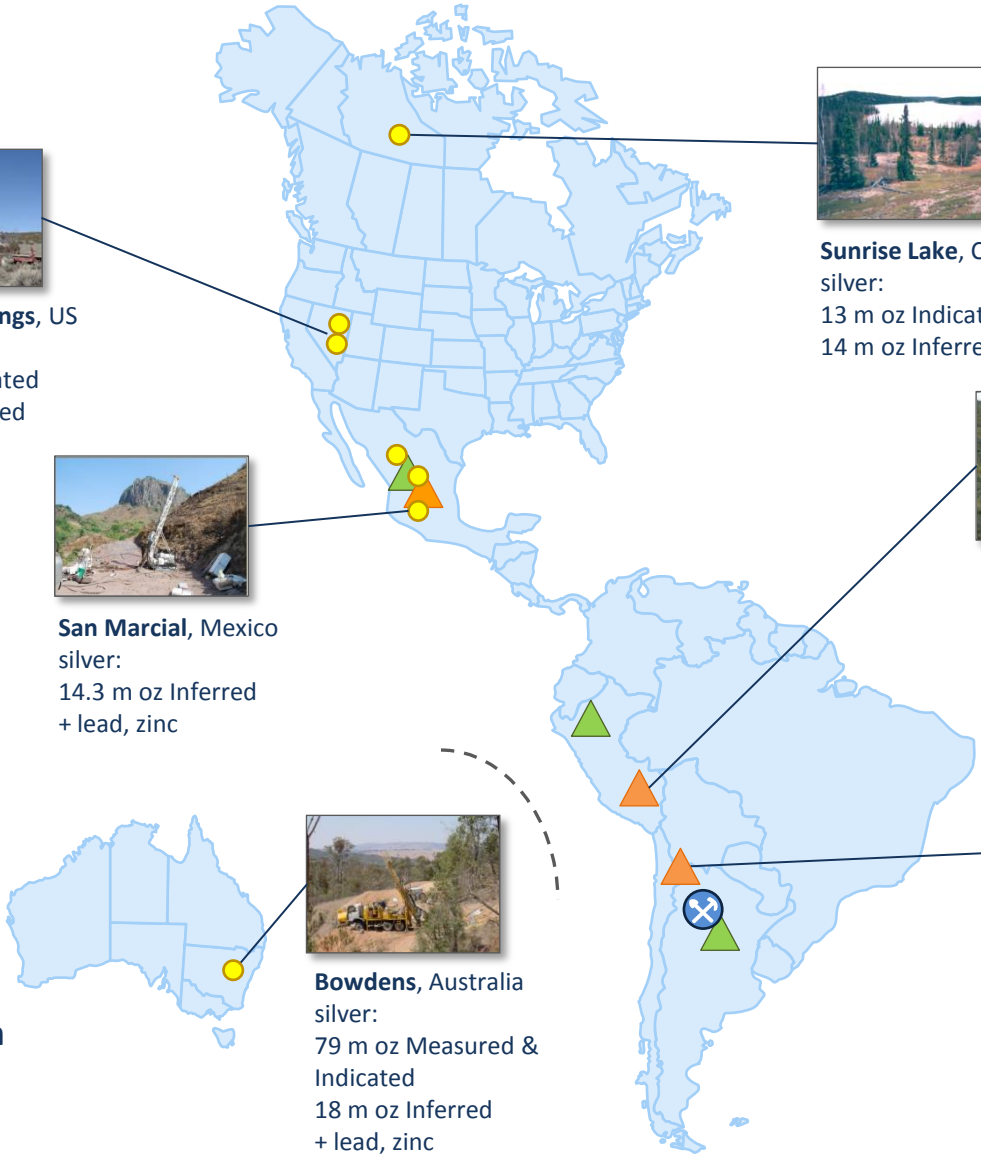 ngs, US
ted
ed
Sunrise Lake, C
silver:
13 m oz Indicat
14 m oz Inferre
San Marcial, Mexico
silver:
14.3 m oz Inferred
+ lead, zinc
Bowdens, Australia
silver:
79 m oz Measured &
Indicated
18 m oz Inferred
+ lead, zinc